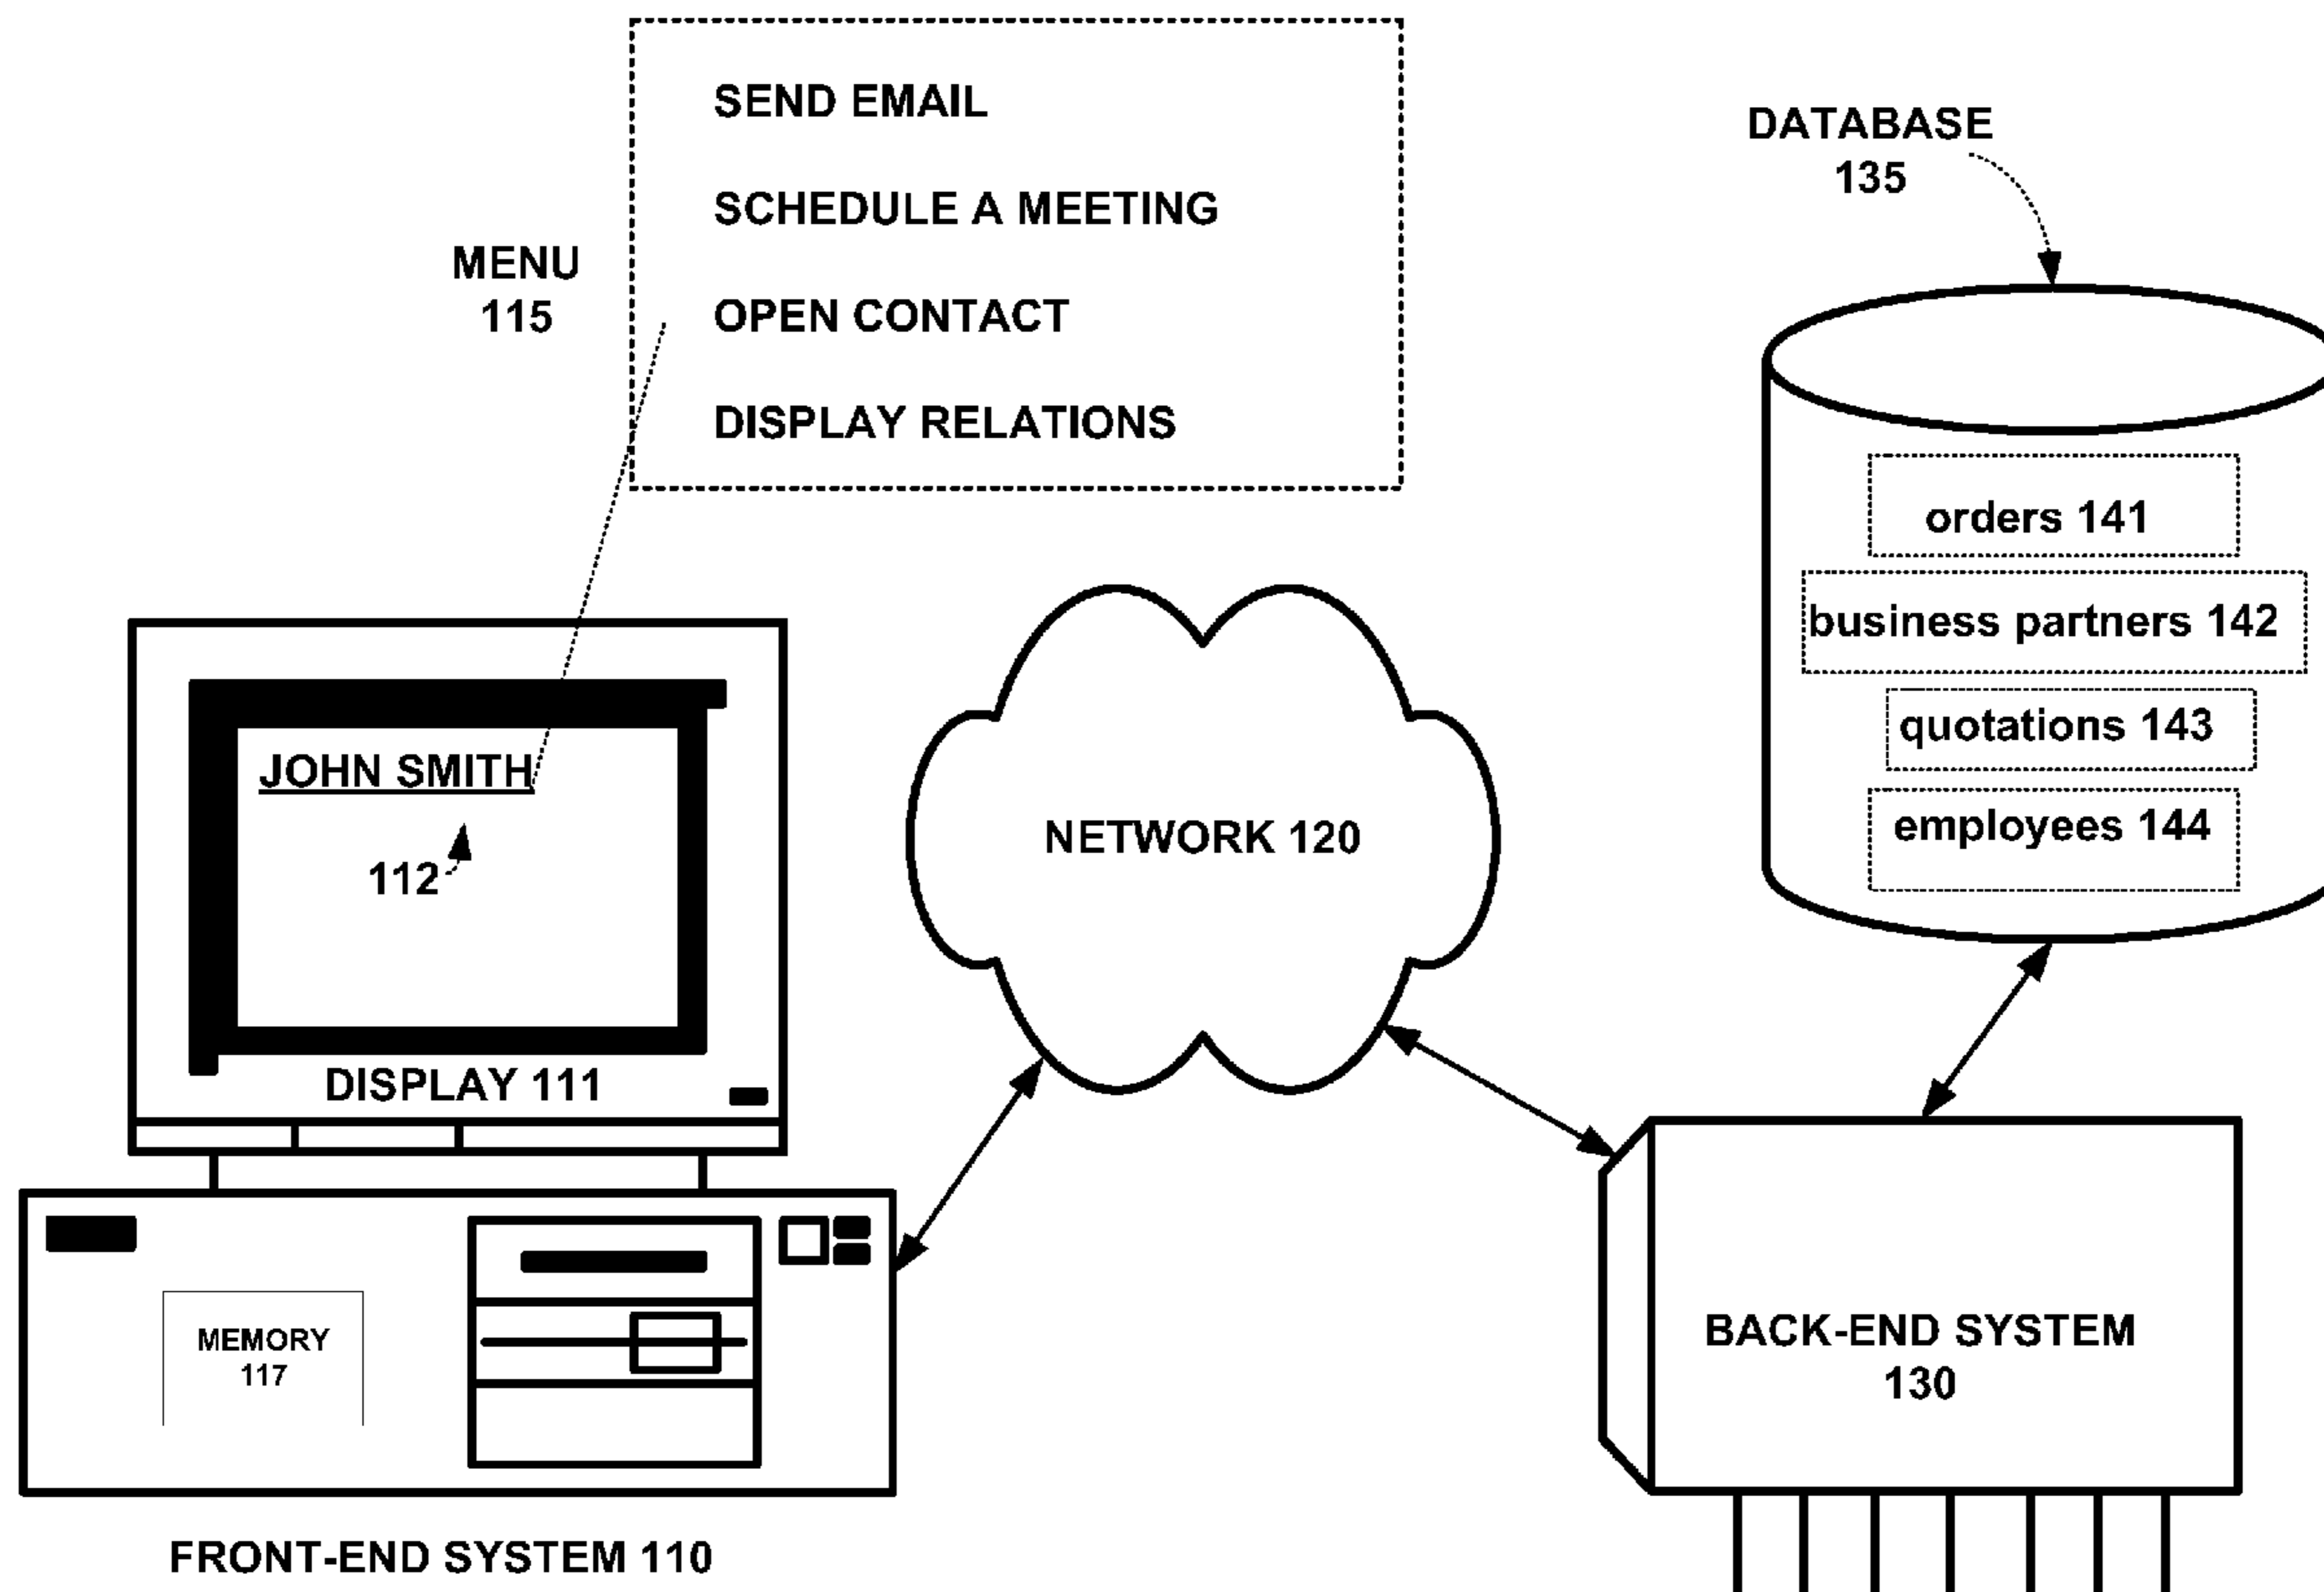 SEND EMAIL
SCHEDULE A MEETING
OPEN CONTACT
DISPLAY RELATIONS
MENU
115
DATABASE
135
orders 141
business partners 142
quotations 143
employees 144
JOHN SMITH
112
DISPLAY 111
NETWORK 120
MEMORY
117
BACK-END SYSTEM
130
FRONT-END SYSTEM 110